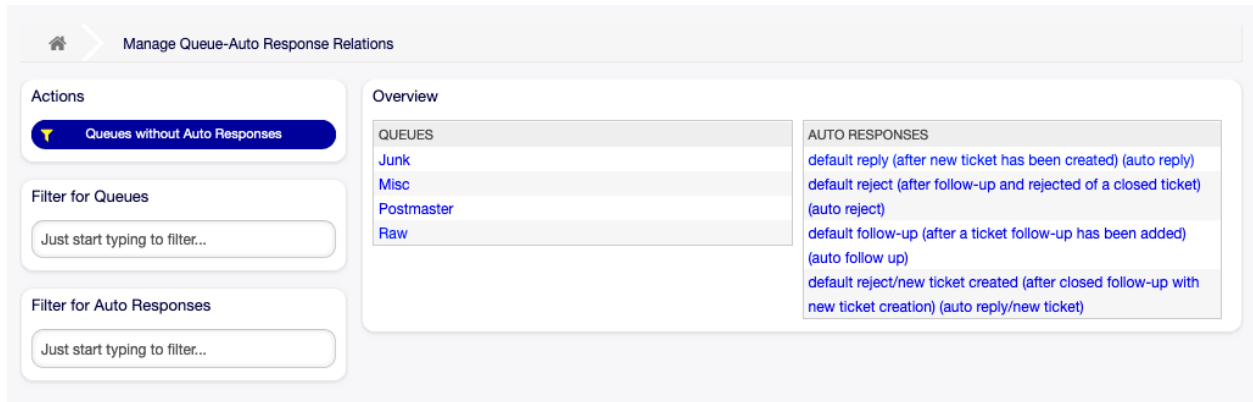 Manage Queue-Auto Response Relations
Actions
Queues without Auto Responses
Filter for Queues
Just start typing to filter...
Filter for Auto Responses
Just start typing to filter...
Overview
QUEUES
Junk
Misc
Postmaster
Raw
AUTO RESPONSES
default reply (after new ticket has been created) (auto reply)
default reject (after follow-up and rejected of a closed ticket)
(auto reject)
default follow-up (after a ticket follow-up has been added)
(auto follow up)
default reject/new ticket created (after closed follow-up with
new ticket creation) (auto reply/new ticket)